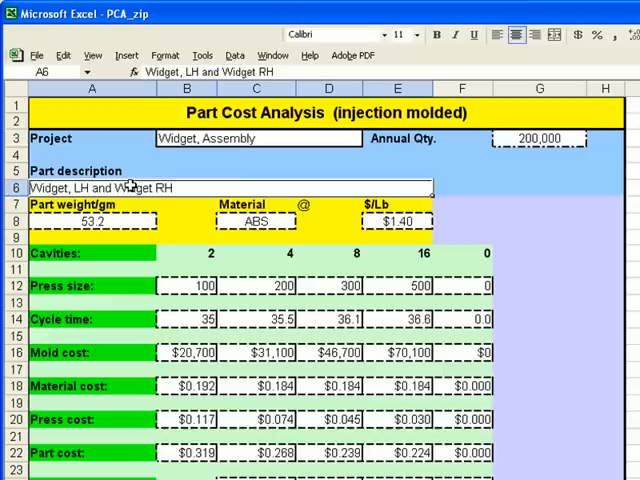 Microsoft Excel - PCA_zip
Calibri 11 B I U $ % ,
File Edit View Insert Format Tools Data Window Help Adobe PDF
A6 fx Widget, LH and Widget RH
A B C D E F G H
1 Part Cost Analysis (injection molded)
2
3 Project Widget, Assembly Annual Qty. 200,000
4
5 Part description
6 Widget, LH and Widget RH
7 Part weight/gm Material @ $/Lb
8 53.2 ABS $1.40
9
10 Cavities: 2 4 8 16 0
11
12 Press size: 100 200 300 500 0
13
14 Cycle time: 35 35.5 36.1 36.6 0.0
15
16 Mold cost: $20,700 $31,100 $46,700 $70,100 $0
17
18 Material cost: $0.192 $0.184 $0.184 $0.184 $0.000
19
20 Press cost: $0.117 $0.074 $0.045 $0.030 $0.000
21
22 Part cost: $0.319 $0.268 $0.239 $0.224 $0.000
23